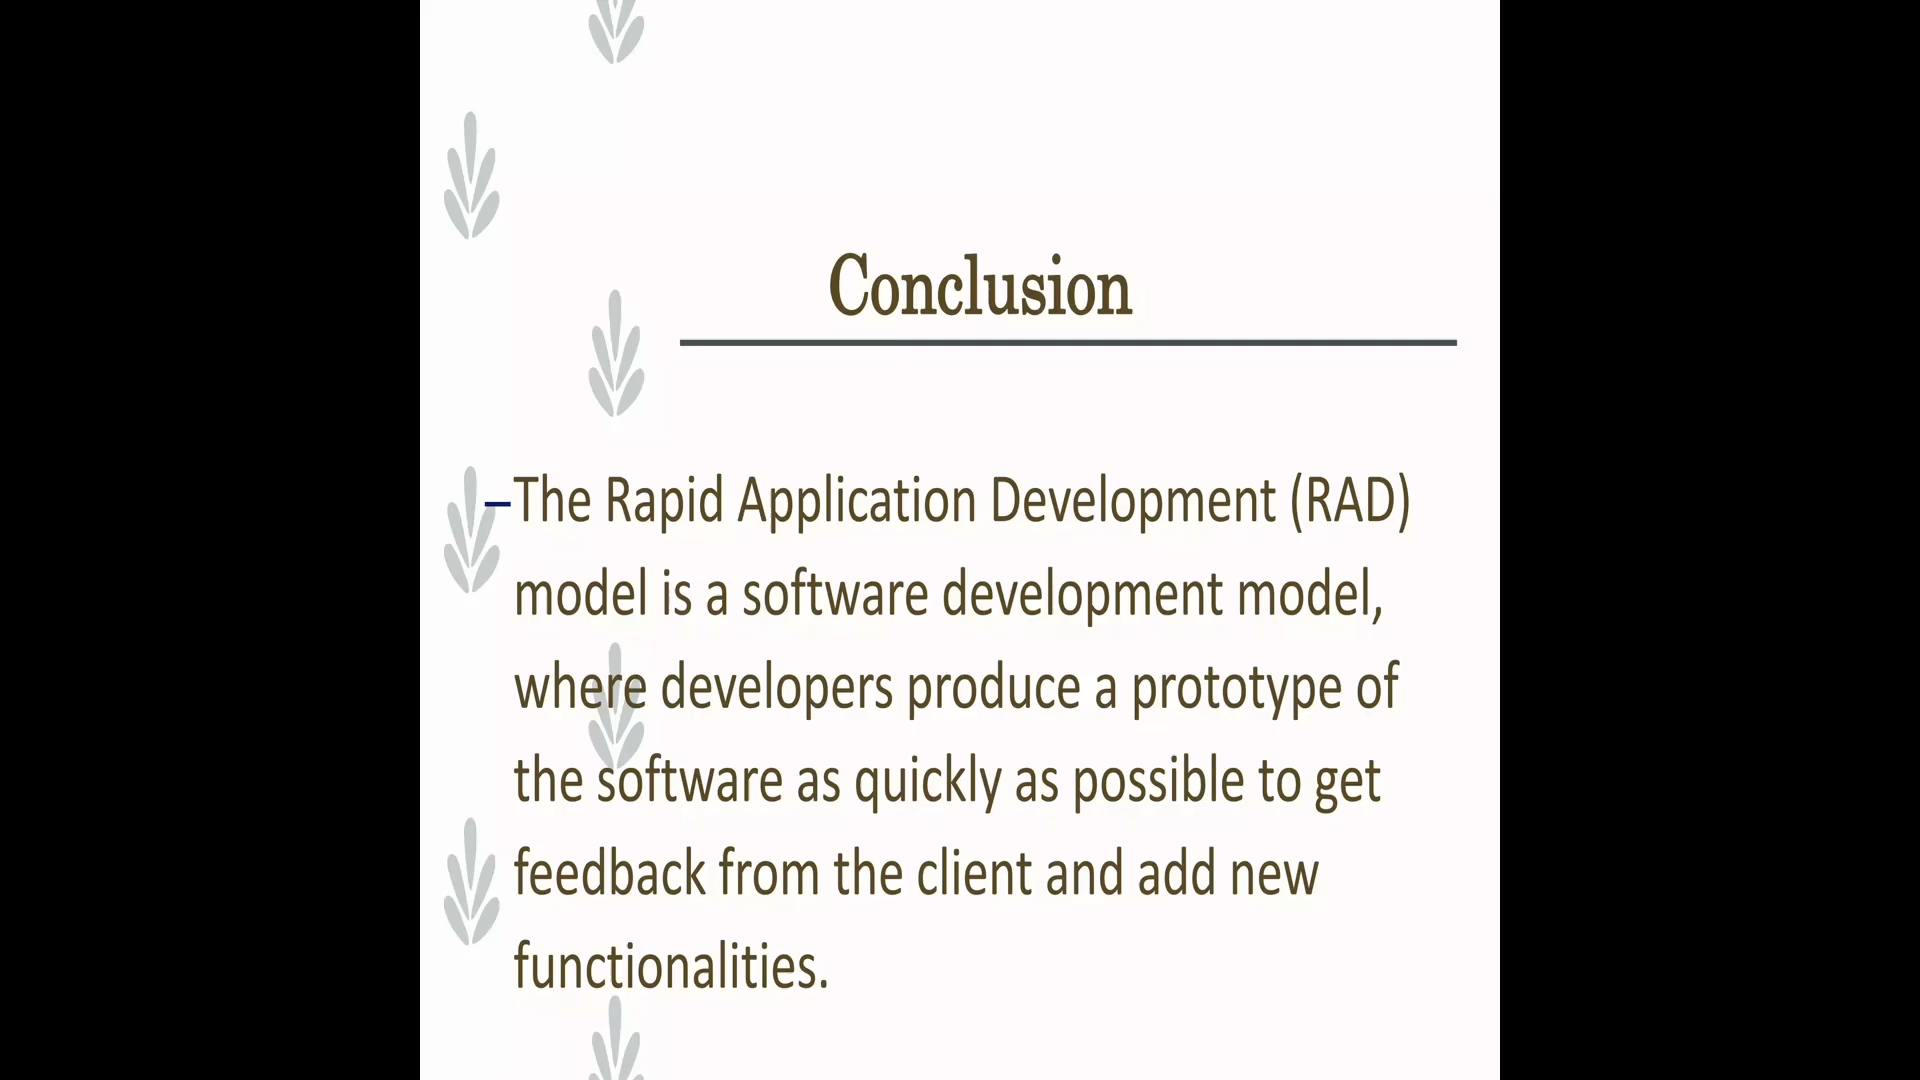 Conclusion
–The Rapid Application Development (RAD)
model is a software development model,
where developers produce a prototype of
the software as quickly as possible to get
feedback from the client and add new
functionalities.